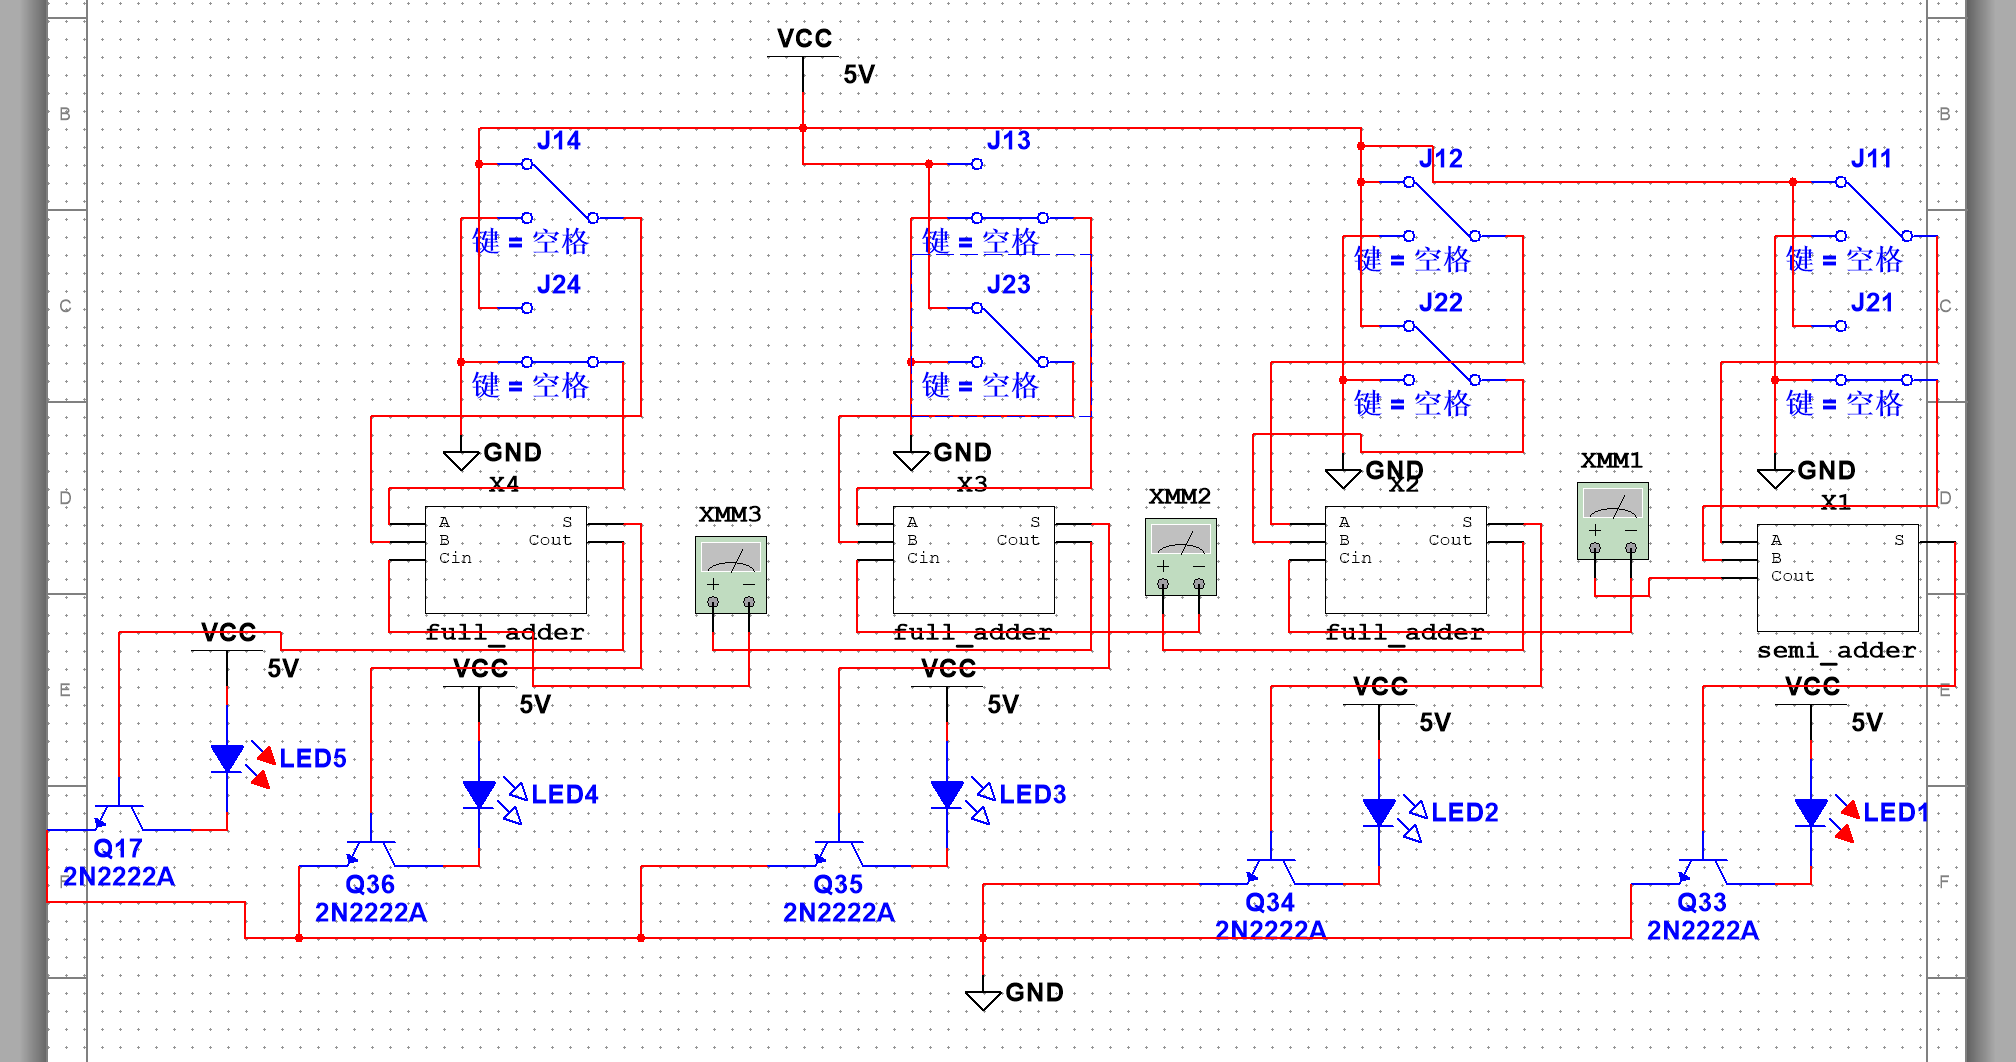 VCC
5V
B
B
J14
J13
J12
J11
键 = 空格
键 = 空格
键 = 空格
键 = 空格
J24
J23
J22
J21
C
C
键 = 空格
键 = 空格
键 = 空格
键 = 空格
GND
GND
GND
GND
X4
X3
X2
X1
XMM3
XMM2
XMM1
D
D
A
S
B
Cout
Cin
full_adder
A
S
B
Cout
Cin
full_adder
A
S
B
Cout
Cin
full_adder
A
S
B
Cout
semi_adder
+ −
+ −
+ −
E
E
VCC
5V
VCC
5V
VCC
5V
VCC
5V
VCC
5V
LED5
LED4
LED3
LED2
LED1
Q17
2N2222A
Q36
2N2222A
Q35
2N2222A
Q34
2N2222A
Q33
2N2222A
F
F
GND